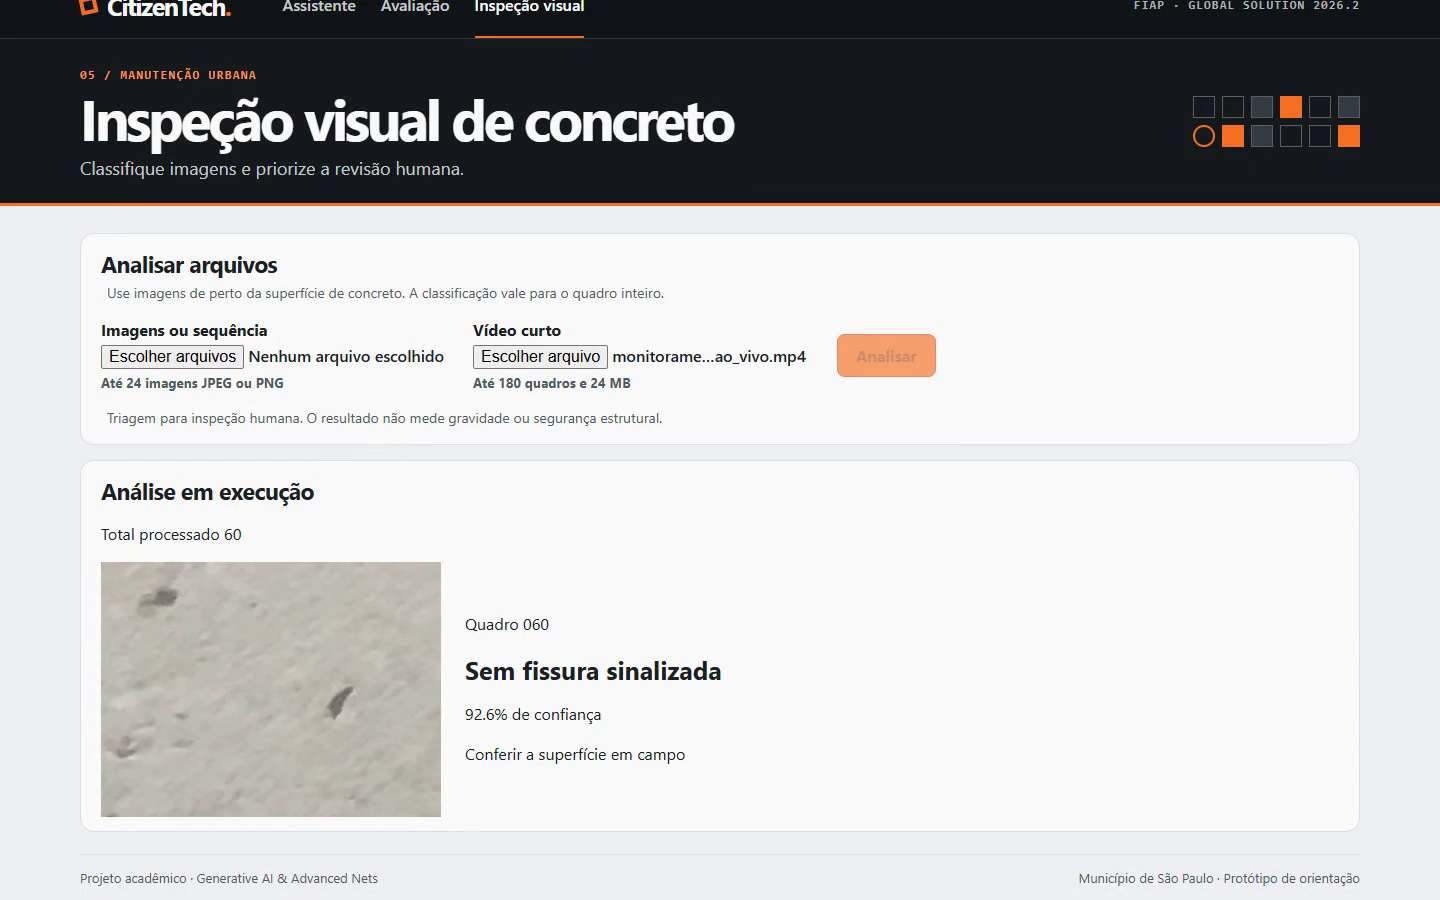 CitizenTech.
Assistente
Avaliação
Inspeção visual
FIAP · GLOBAL SOLUTION 2026.2
05 / MANUTENÇÃO URBANA
Inspeção visual de concreto
Classifique imagens e priorize a revisão humana.
Analisar arquivos
Use imagens de perto da superfície de concreto. A classificação vale para o quadro inteiro.
Imagens ou sequência
Escolher arquivos Nenhum arquivo escolhido
Até 24 imagens JPEG ou PNG
Vídeo curto
Escolher arquivo monitorame...ao_vivo.mp4
Até 180 quadros e 24 MB
Analisar
Triagem para inspeção humana. O resultado não mede gravidade ou segurança estrutural.
Análise em execução
Total processado 60
Quadro 060
Sem fissura sinalizada
92.6% de confiança
Conferir a superfície em campo
Projeto acadêmico · Generative AI & Advanced Nets
Município de São Paulo · Protótipo de orientação